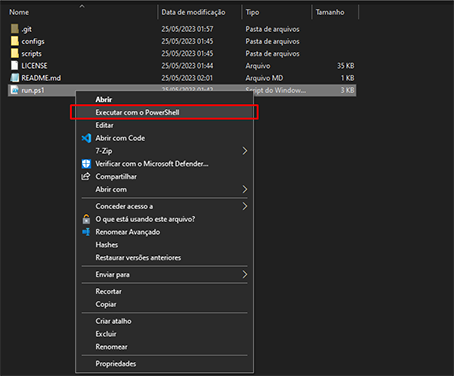 Nome Data de modificação Tipo Tamanho
.git 25/05/2023 01:57 Pasta de arquivos
configs 25/05/2023 01:45 Pasta de arquivos
scripts 25/05/2023 01:45 Pasta de arquivos
LICENSE 25/05/2023 01:44 Arquivo 35 KB
README.md 25/05/2023 02:01 Arquivo MD 1 KB
run.ps1 25/05/2023 01:45 Script do Window... 3 KB
Abrir
Executar com o PowerShell
Editar
Abrir com Code
7-Zip
Verificar com o Microsoft Defender...
Compartilhar
Abrir com
Conceder acesso a
O que está usando este arquivo?
Renomear Avançado
Hashes
Restaurar versões anteriores
Enviar para
Recortar
Copiar
Criar atalho
Excluir
Renomear
Propriedades